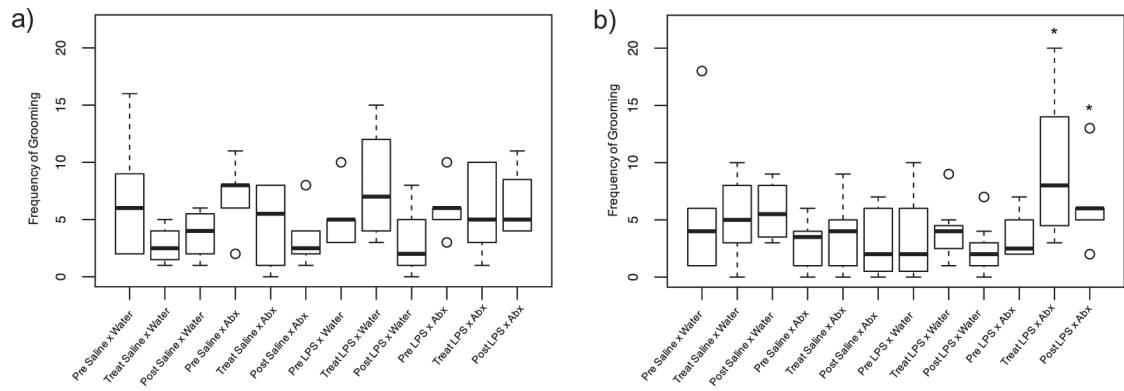 a)
Frequency of Grooming
20
15
10
5
0
Pre Saline x Water
Treat Saline x Water
Post Saline x Water
Pre Saline x Abx
Treat Saline x Abx
Post Saline x Abx
Pre LPS x Water
Treat LPS x Water
Post LPS x Water
Pre LPS x Abx
Treat LPS x Abx
Post LPS x Abx
b)
Frequency of Grooming
20
15
10
5
0
*
*
Pre Saline x Water
Treat Saline x Water
Post Saline x Water
Pre Saline x Abx
Treat Saline x Abx
Post Saline x Abx
Pre LPS x Water
Treat LPS x Water
Post LPS x Water
Pre LPS x Abx
Treat LPS x Abx
Post LPS x Abx